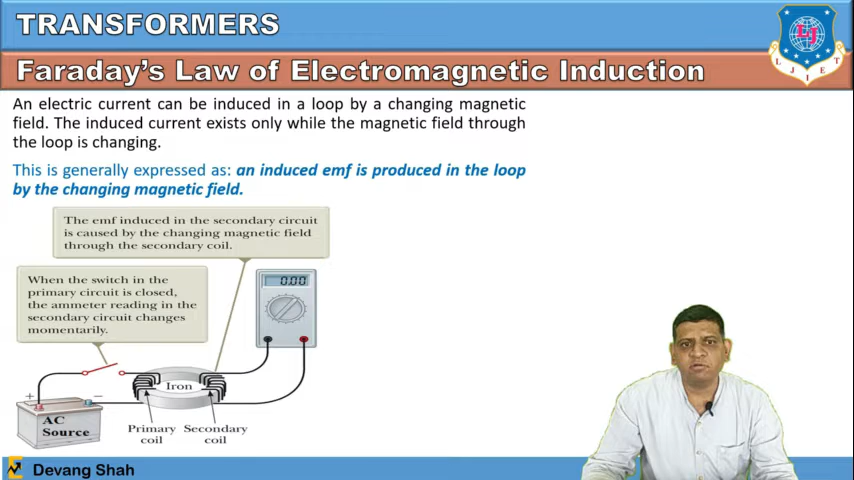 TRANSFORMERS
LJ
LJIET
Faraday's Law of Electromagnetic Induction
An electric current can be induced in a loop by a changing magnetic
field. The induced current exists only while the magnetic field through
the loop is changing.
This is generally expressed as: an induced emf is produced in the loop
by the changing magnetic field.
The emf induced in the secondary circuit
is caused by the changing magnetic field
through the secondary coil.
When the switch in the
primary circuit is closed,
the ammeter reading in the
secondary circuit changes
momentarily.
0.00
Iron
+ −
AC
Source
Primary
coil
Secondary
coil
Devang Shah